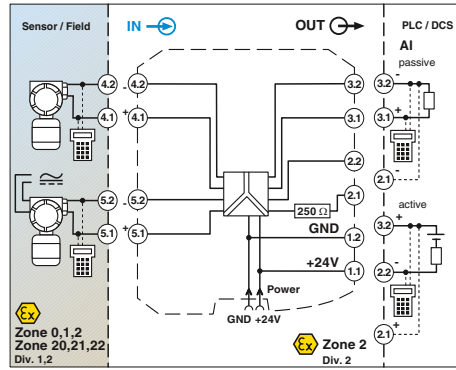 Sensor / Field
IN
OUT
PLC / DCS
AI
passive
4.2 - 4.2
3.2
3.2 -
4.1 + 4.1
3.1
3.1 +
2.2
-
2.1
5.2 - 5.2
2.1
active
250 Ω
3.2 +
GND
1.2
5.1 + 5.1
+24V
1.1
2.2 -
Power
GND +24V
2.1 +
Ex
Zone 0,1,2
Zone 20,21,22
Div. 1,2
Ex
Zone 2
Div. 2